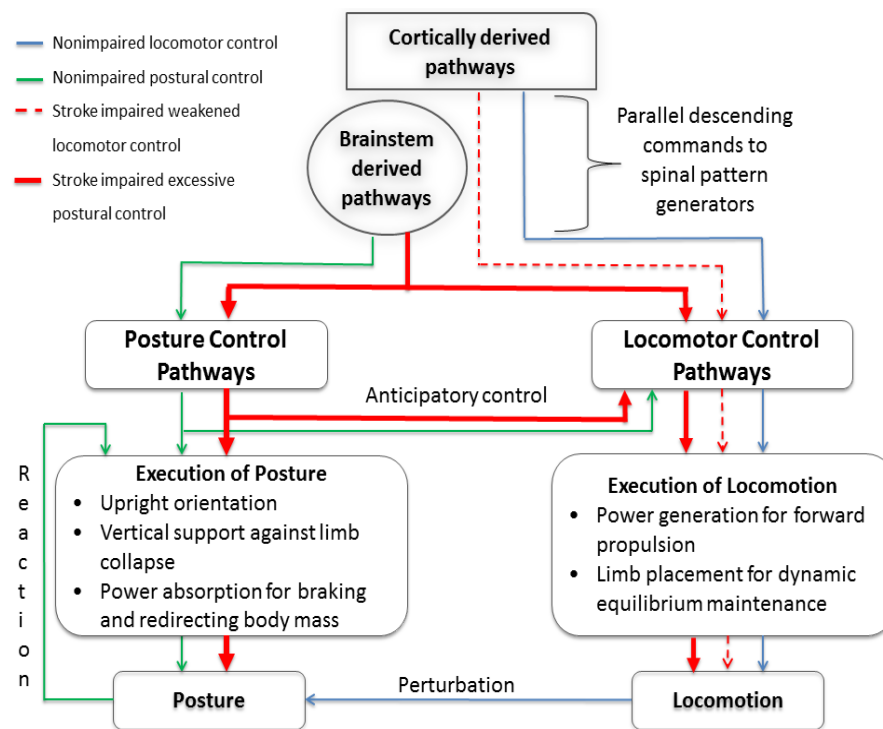 Nonimpaired locomotor control
Nonimpaired postural control
Stroke impaired weakened
locomotor control
Stroke impaired excessive
postural control
Cortically derived
pathways
Brainstem
derived
pathways
Parallel descending
commands to
spinal pattern
generators
Posture Control
Pathways
Locomotor Control
Pathways
Anticipatory control
Reaction
Execution of Posture
• Upright orientation
• Vertical support against limb
collapse
• Power absorption for braking
and redirecting body mass
Execution of Locomotion
• Power generation for forward
propulsion
• Limb placement for dynamic
equilibrium maintenance
Posture
Perturbation
Locomotion